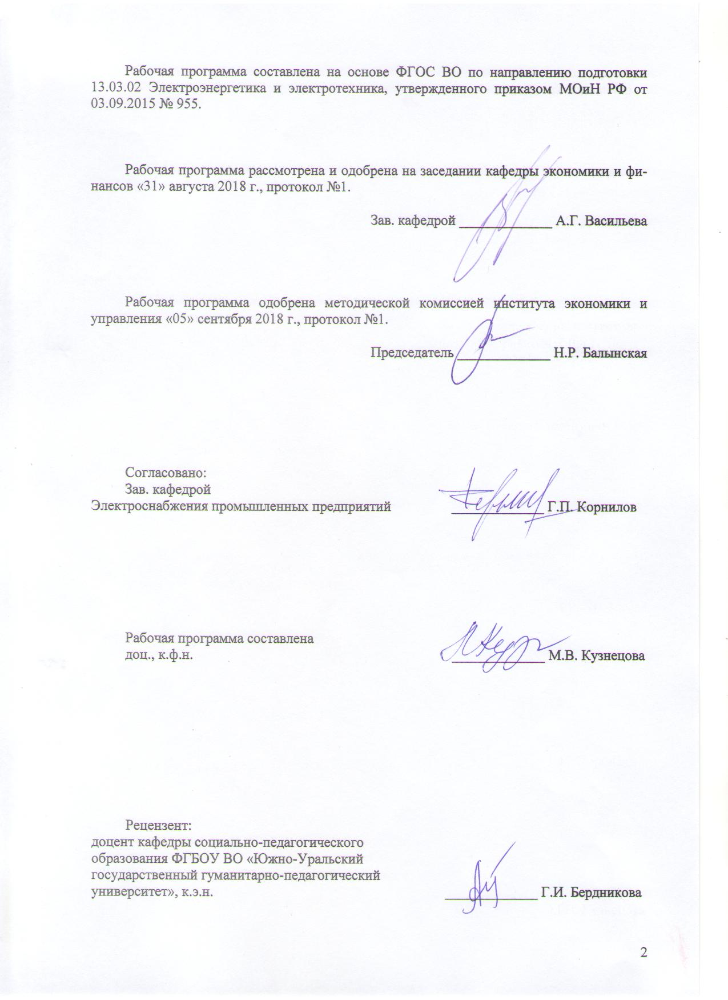 Рабочая программа составлена на основе ФГОС ВО по направлению подготовки
13.03.02 Электроэнергетика и электротехника, утвержденного приказом МОиН РФ от
03.09.2015 № 955.
Рабочая программа рассмотрена и одобрена на заседании кафедры экономики и фи-
нансов «31» августа 2018 г., протокол №1.
Зав. кафедрой _____________ А.Г. Васильева
Рабочая программа одобрена методической комиссией института экономики и
управления «05» сентября 2018 г., протокол №1.
Председатель _____________ Н.Р. Балынская
Согласовано:
Зав. кафедрой
Электроснабжения промышленных предприятий _____________ Г.П. Корнилов
Рабочая программа составлена
доц., к.ф.н. _____________ М.В. Кузнецова
Рецензент:
доцент кафедры социально-педагогического
образования ФГБОУ ВО «Южно-Уральский
государственный гуманитарно-педагогический
университет», к.э.н. _____________ Г.И. Бердникова
2